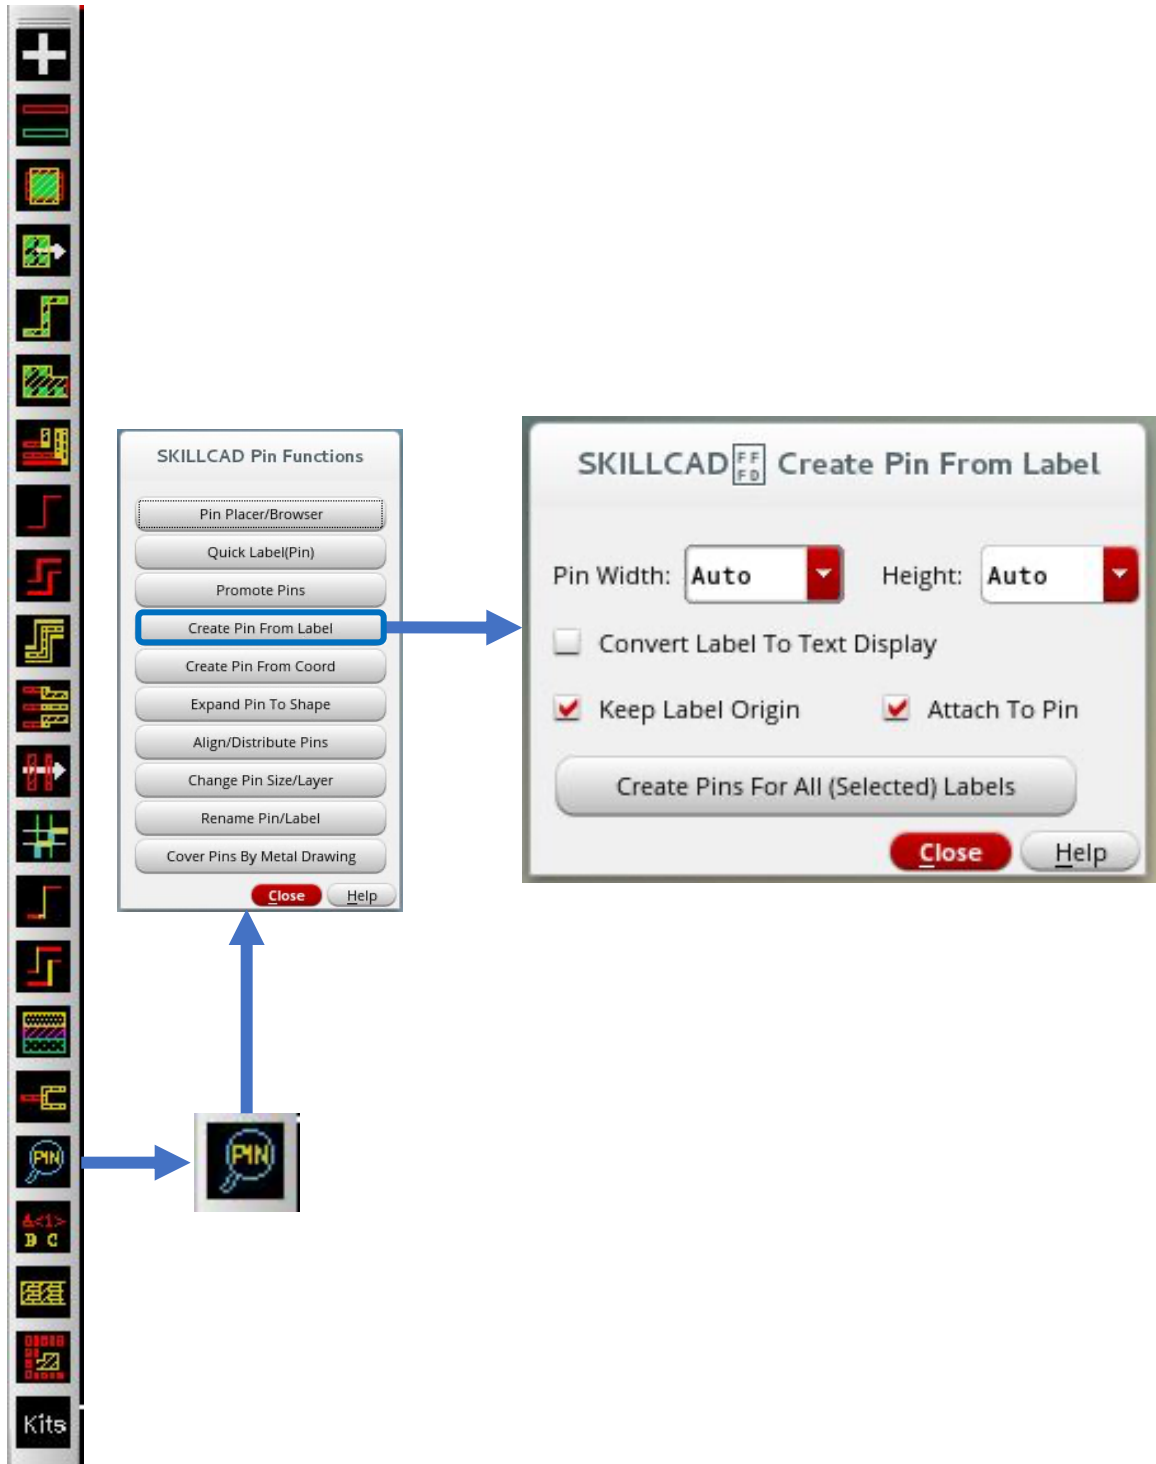 SKILLCAD Pin Functions
Pin Placer/Browser
Quick Label(Pin)
Promote Pins
Create Pin From Label
Create Pin From Coord
Expand Pin To Shape
Align/Distribute Pins
Change Pin Size/Layer
Rename Pin/Label
Cover Pins By Metal Drawing
Close Help
SKILLCAD FFFD Create Pin From Label
Pin Width: Auto Height: Auto
Convert Label To Text Display
Keep Label Origin Attach To Pin
Create Pins For All (Selected) Labels
Close Help
PIN
PIN
A<1>
B C
Kits